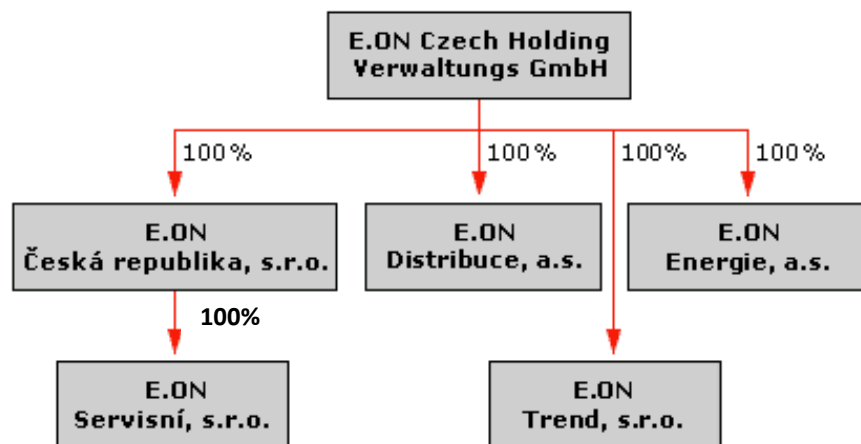 E.ON Czech Holding
Verwaltungs GmbH
100%
100%
100%
100%
E.ON
Česká republika, s.r.o.
E.ON
Distribuce, a.s.
E.ON
Energie, a.s.
100%
E.ON
Servisní, s.r.o.
E.ON
Trend, s.r.o.